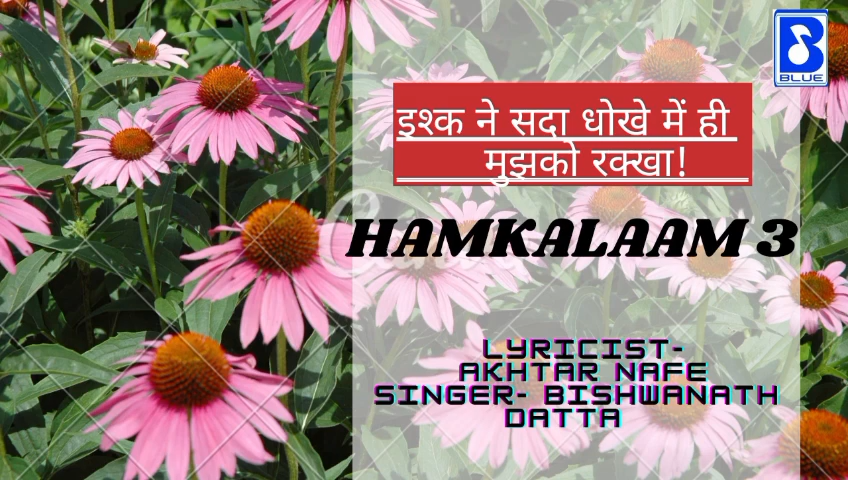 BLUE
इश्क ने सदा धोखे में ही
मुझको रक्खा!
HAMKALAAM 3
LYRICIST-
AKHTAR NAFE
SINGER- BISHWANATH
DATTA